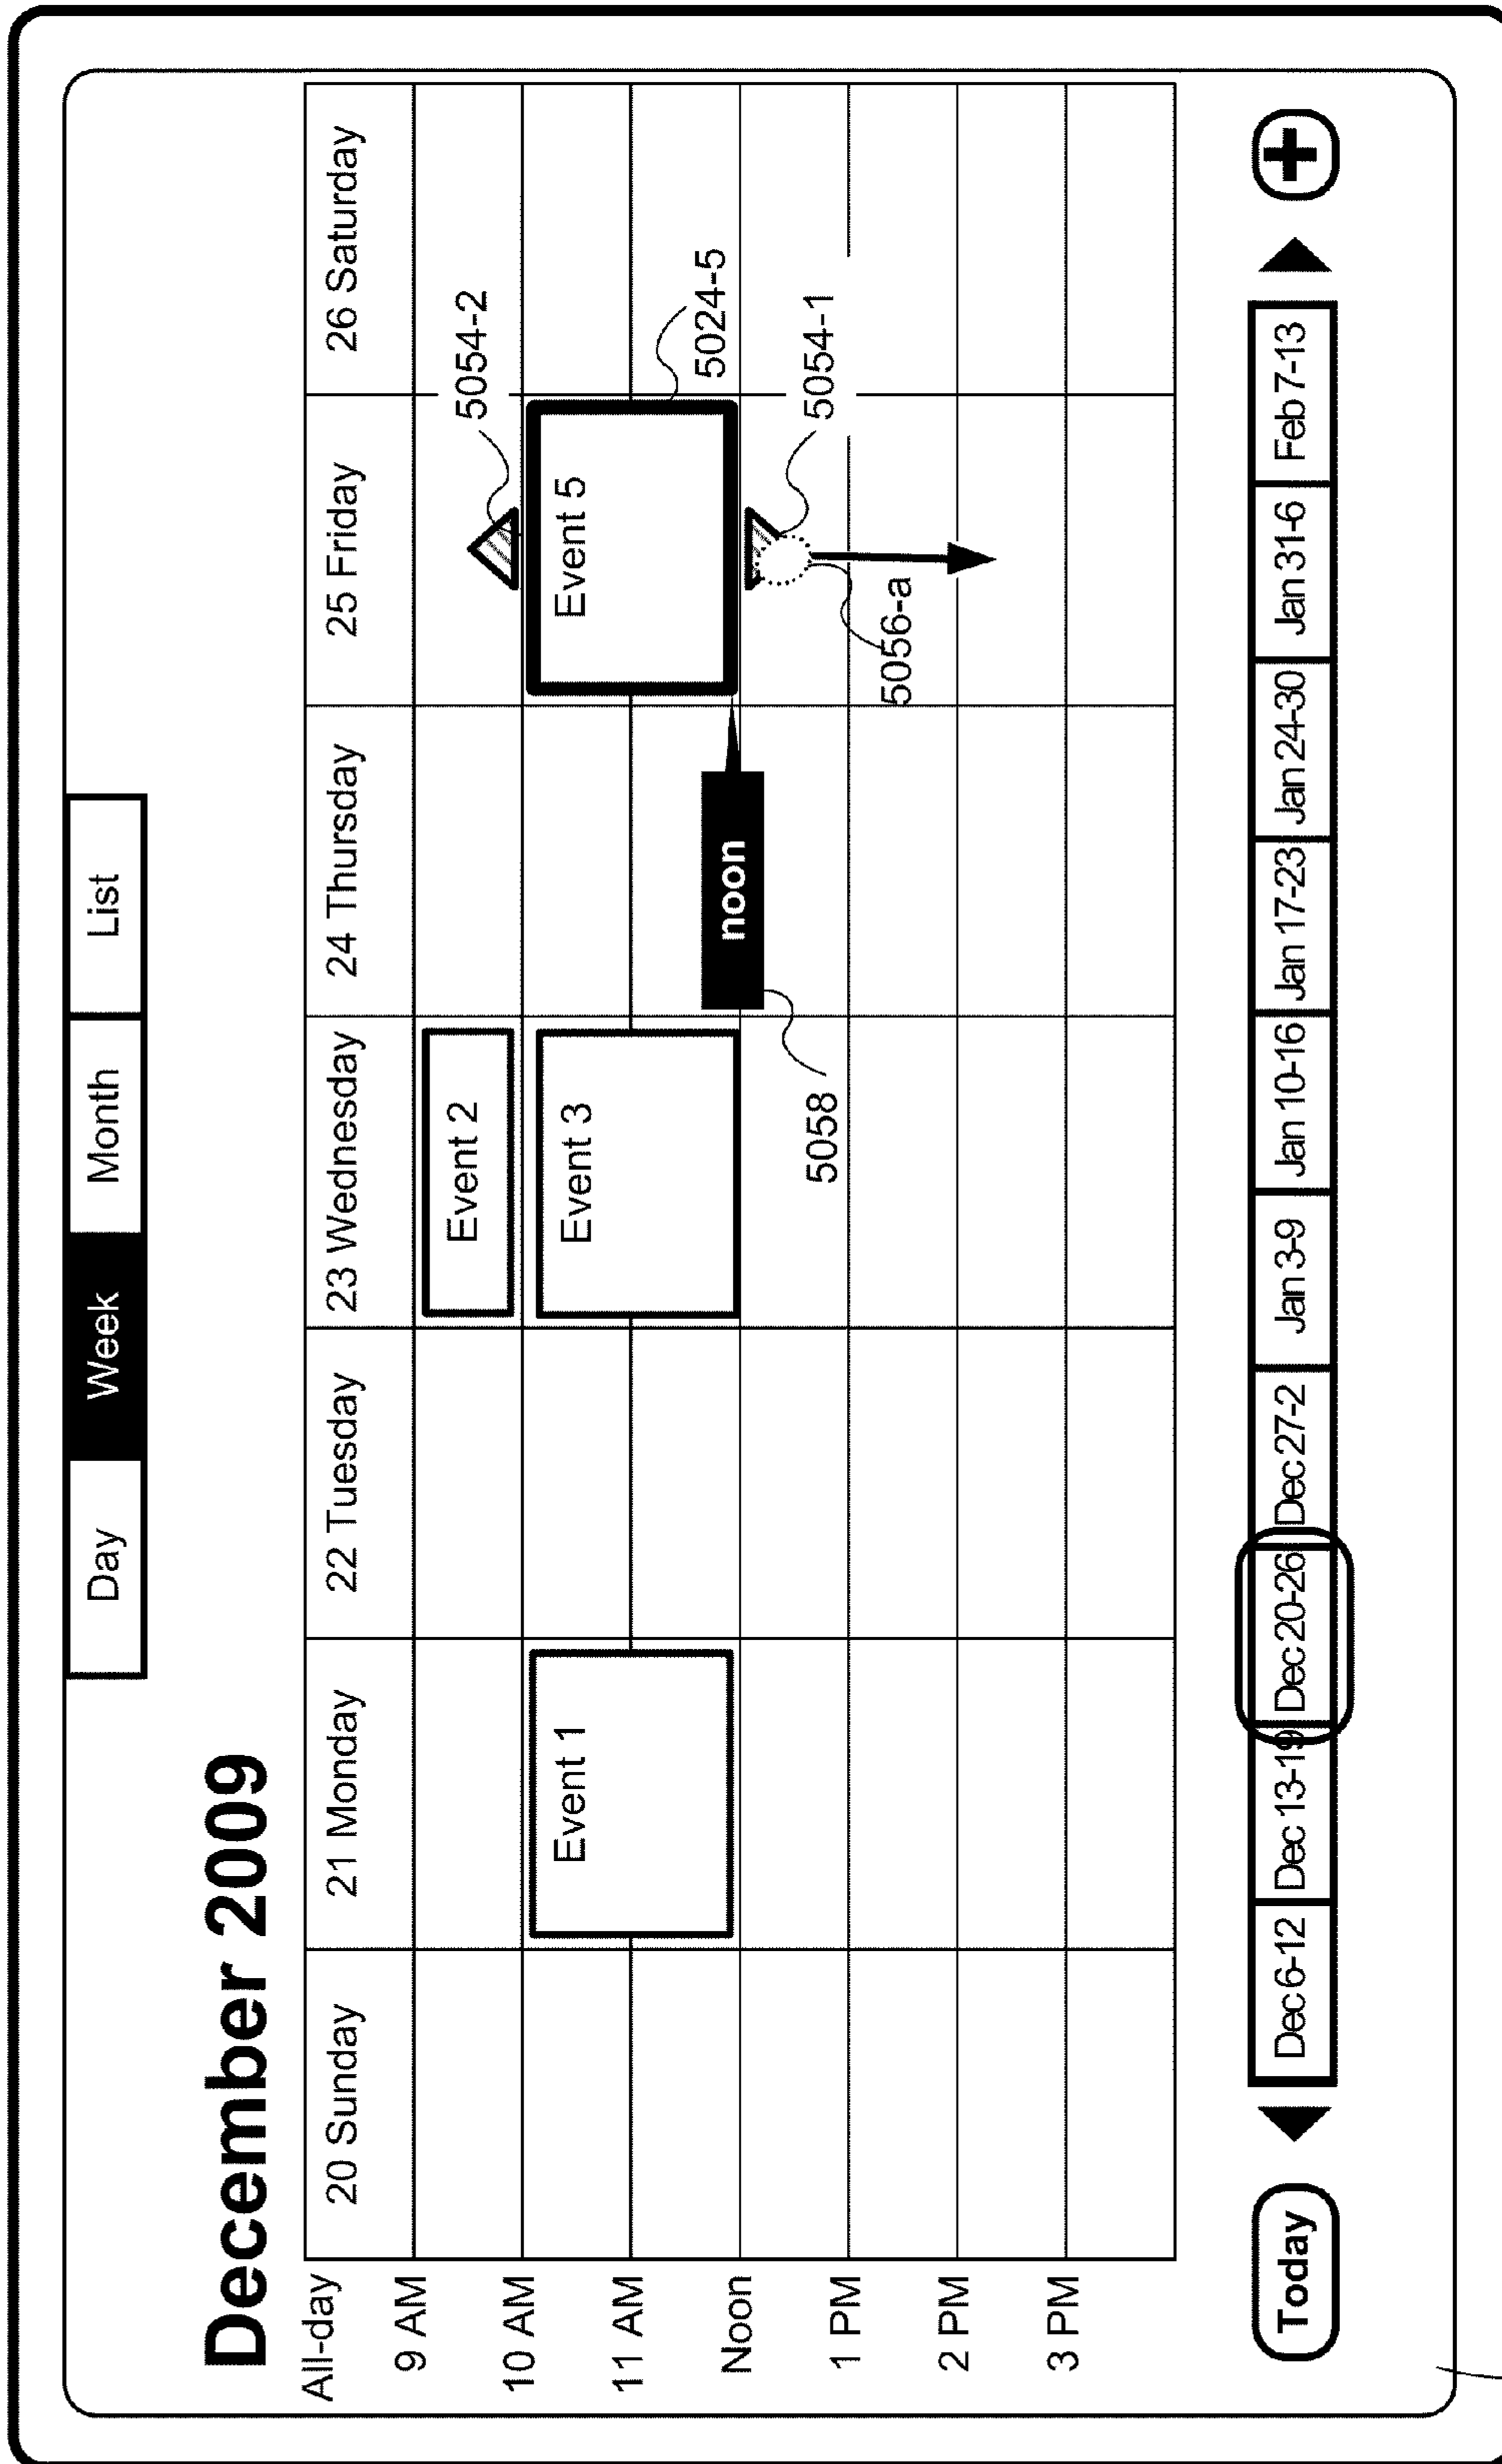 Day Week Month List
December 2009
20 Sunday 21 Monday 22 Tuesday 23 Wednesday 24 Thursday 25 Friday 26 Saturday
All-day
9 AM
Event 2
5054-2
10 AM
Event 1
Event 3
Event 5
11 AM
5024-5
Noon
noon
5058
5054-1
1 PM
5056-a
2 PM
3 PM
Today Dec 6-12 Dec 13-19 Dec 20-26 Dec 27-2 Jan 3-9 Jan 10-16 Jan 17-23 Jan 24-30 Jan 31-6 Feb 7-13 +